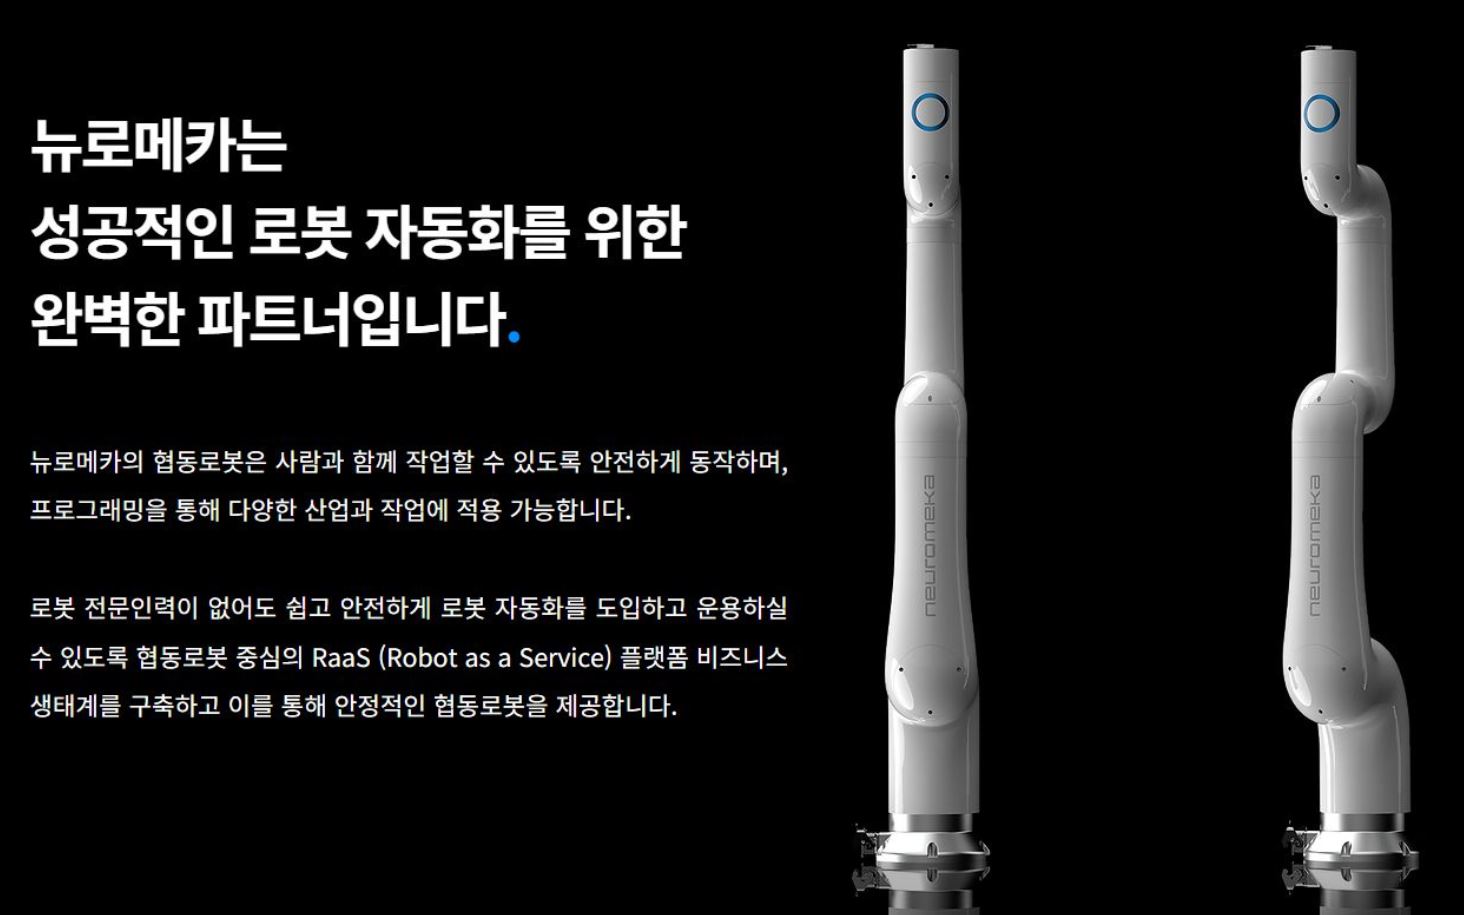 뉴로메카는
성공적인 로봇 자동화를 위한
완벽한 파트너입니다.
뉴로메카의 협동로봇은 사람과 함께 작업할 수 있도록 안전하게 동작하며,
프로그래밍을 통해 다양한 산업과 작업에 적용 가능합니다.
로봇 전문인력이 없어도 쉽고 안전하게 로봇 자동화를 도입하고 운용하실
수 있도록 협동로봇 중심의 RaaS (Robot as a Service) 플랫폼 비즈니스
생태계를 구축하고 이를 통해 안정적인 협동로봇을 제공합니다.
neuromeka
neuromeka